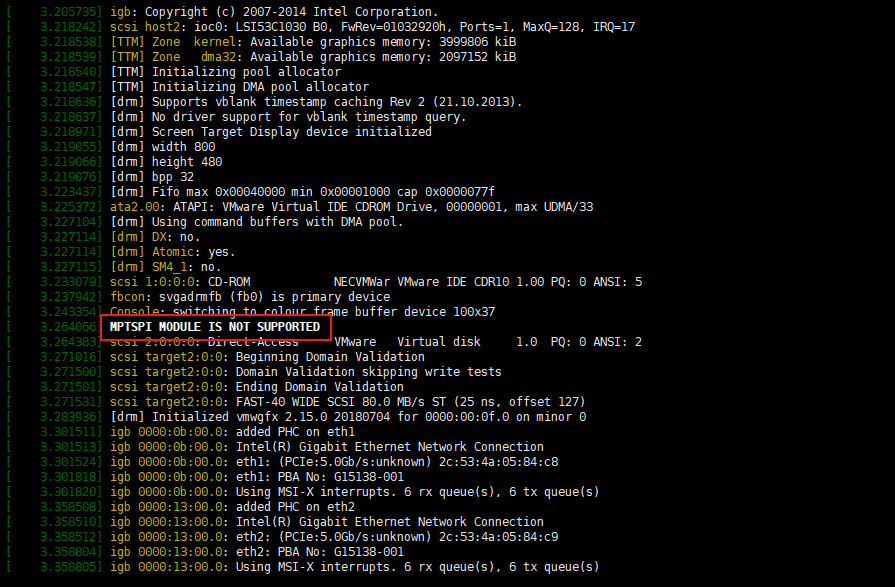 [    3.205735] igb: Copyright (c) 2007-2014 Intel Corporation.
[    3.218242] scsi host2: ioc0: LSI53C1030 B0, FwRev=01032920h, Ports=1, MaxQ=128, IRQ=17
[    3.218538] [TTM] Zone  kernel: Available graphics memory: 3999806 kiB
[    3.218539] [TTM] Zone   dma32: Available graphics memory: 2097152 kiB
[    3.218540] [TTM] Initializing pool allocator
[    3.218547] [TTM] Initializing DMA pool allocator
[    3.218636] [drm] Supports vblank timestamp caching Rev 2 (21.10.2013).
[    3.218637] [drm] No driver support for vblank timestamp query.
[    3.218971] [drm] Screen Target Display device initialized
[    3.219055] [drm] width 800
[    3.219066] [drm] height 480
[    3.219076] [drm] bpp 32
[    3.223437] [drm] Fifo max 0x00040000 min 0x00001000 cap 0x0000077f
[    3.225372] ata2.00: ATAPI: VMware Virtual IDE CDROM Drive, 00000001, max UDMA/33
[    3.227104] [drm] Using command buffers with DMA pool.
[    3.227114] [drm] DX: no.
[    3.227114] [drm] Atomic: yes.
[    3.227115] [drm] SM4_1: no.
[    3.233079] scsi 1:0:0:0: CD-ROM            NECVMWar VMware IDE CDR10 1.00 PQ: 0 ANSI: 5
[    3.237942] fbcon: svgadrmfb (fb0) is primary device
[    3.243354] Console: switching to colour frame buffer device 100x37
[    3.264066] MPTSPI MODULE IS NOT SUPPORTED
[    3.264383] scsi 2:0:0:0: Direct-Access     VMware   Virtual disk     1.0  PQ: 0 ANSI: 2
[    3.271016] scsi target2:0:0: Beginning Domain Validation
[    3.271500] scsi target2:0:0: Domain Validation skipping write tests
[    3.271501] scsi target2:0:0: Ending Domain Validation
[    3.271531] scsi target2:0:0: FAST-40 WIDE SCSI 80.0 MB/s ST (25 ns, offset 127)
[    3.283936] [drm] Initialized vmwgfx 2.15.0 20180704 for 0000:00:0f.0 on minor 0
[    3.301511] igb 0000:0b:00.0: added PHC on eth1
[    3.301513] igb 0000:0b:00.0: Intel(R) Gigabit Ethernet Network Connection
[    3.301524] igb 0000:0b:00.0: eth1: (PCIe:5.0Gb/s:unknown) 2c:53:4a:05:84:c8
[    3.301818] igb 0000:0b:00.0: eth1: PBA No: G15138-001
[    3.301820] igb 0000:0b:00.0: Using MSI-X interrupts. 6 rx queue(s), 6 tx queue(s)
[    3.358508] igb 0000:13:00.0: added PHC on eth2
[    3.358510] igb 0000:13:00.0: Intel(R) Gigabit Ethernet Network Connection
[    3.358512] igb 0000:13:00.0: eth2: (PCIe:5.0Gb/s:unknown) 2c:53:4a:05:84:c9
[    3.358804] igb 0000:13:00.0: eth2: PBA No: G15138-001
[    3.358805] igb 0000:13:00.0: Using MSI-X interrupts. 6 rx queue(s), 6 tx queue(s)